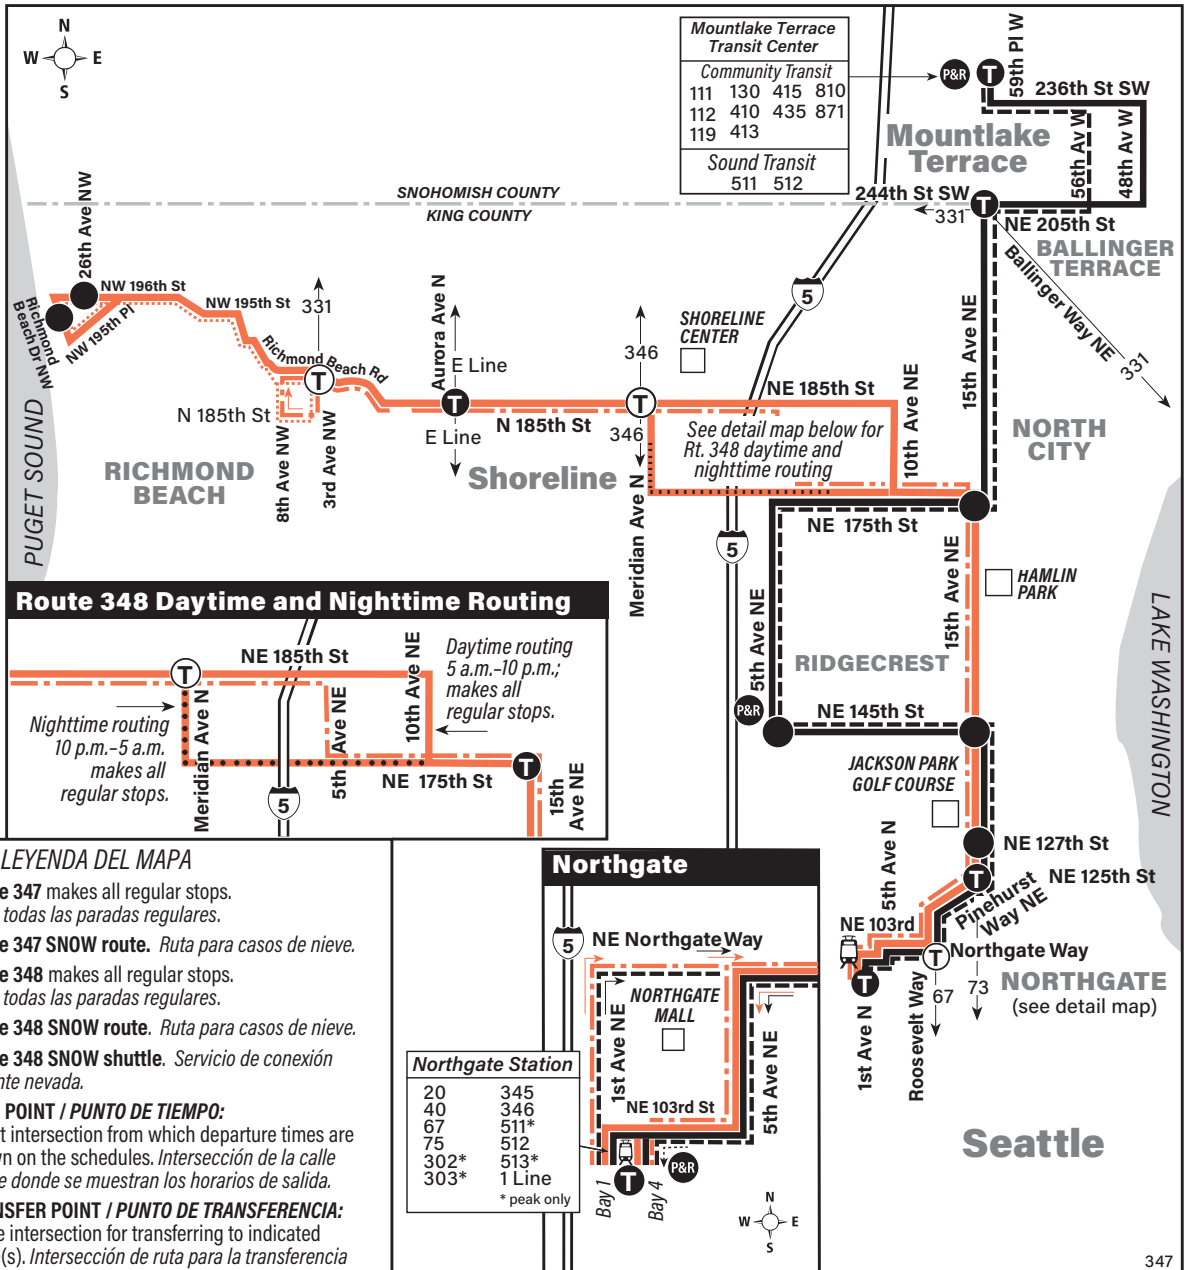 N
W E
S
Mountlake Terrace
Transit Center
Community Transit
111 130 415 810
112 410 435 871
119 413
Sound Transit
511 512
P&R
T
59th Pl W
236th St SW
Mountlake
Terrace
56th Av W
48th Av W
SNOHOMISH COUNTY
KING COUNTY
244th St SW
331
T
NE 205th St
BALLINGER
TERRACE
Ballinger Way NE
331
26th Ave NW
NW 196th St
NW 195th St
Richmond
Beach Dr NW
NW 195th Pl
331
Richmond Beach Rd
T
N 185th St
8th Ave NW
3rd Ave NW
RICHMOND
BEACH
PUGET SOUND
Aurora Ave N
E Line
T
E Line
N 185th St
Shoreline
346
T
346
Meridian Ave N
SHORELINE
CENTER
5
NE 185th St
See detail map below for
Rt. 348 daytime and
nighttime routing
10th Ave NE
15th Ave NE
NORTH
CITY
NE 175th St
5
15th Ave NE
HAMLIN
PARK
5th Ave NE
RIDGECREST
P&R
NE 145th St
LAKE WASHINGTON
JACKSON PARK
GOLF COURSE
NE 127th St
T
NE 125th St
5th Ave N
Pinehurst
Way NE
NE 103rd
T
Northgate Way
T
67
73
NORTHGATE
(see detail map)
1st Ave N
Roosevelt Way
Seattle
Route 348 Daytime and Nighttime Routing
NE 185th St
T
Daytime routing
5 a.m.–10 p.m.;
makes all
regular stops.
10th Ave NE
Nighttime routing
10 p.m.–5 a.m.
makes all
regular stops.
Meridian Ave N
5th Ave NE
NE 175th St
T
5
15th
Ave NE
LEYENDA DEL MAPA
e 347 makes all regular stops.
todas las paradas regulares.
e 347 SNOW route. Ruta para casos de nieve.
e 348 makes all regular stops.
todas las paradas regulares.
e 348 SNOW route. Ruta para casos de nieve.
e 348 SNOW shuttle. Servicio de conexión
nte nevada.
POINT / PUNTO DE TIEMPO:
t intersection from which departure times are
wn on the schedules. Intersección de la calle
e donde se muestran los horarios de salida.
NSFER POINT / PUNTO DE TRANSFERENCIA:
e intersection for transferring to indicated
e(s). Intersección de ruta para la transferencia
Northgate
5
NE Northgate Way
NORTHGATE
MALL
1st Ave NE
5th Ave NE
NE 103rd St
Northgate Station
20 345
40 346
67 511*
75 512
302* 513*
303* 1 Line
* peak only
Bay 1
T
Bay 4
P&R
N
W E
S
347